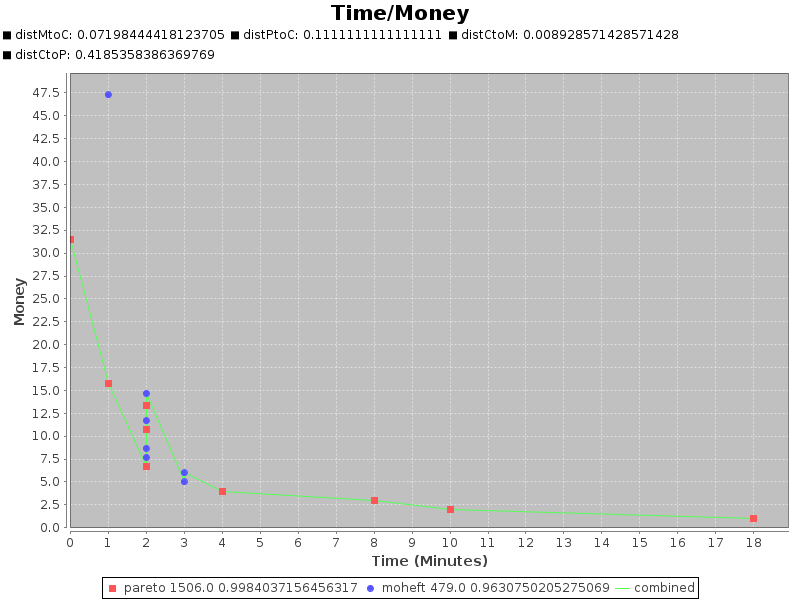 Time/Money
distMtoC: 0.07198444418123705 distPtoC: 0.1111111111111111 distCtoM: 0.008928571428571428
distCtoP: 0.4185358386369769
47.5
45.0
42.5
40.0
37.5
35.0
32.5
30.0
27.5
25.0
22.5
20.0
17.5
15.0
12.5
10.0
7.5
5.0
2.5
0.0
Money
0 1 2 3 4 5 6 7 8 9 10 11 12 13 14 15 16 17 18
Time (Minutes)
pareto 1506.0 0.9984037156456317 moheft 479.0 0.9630750205275069 combined